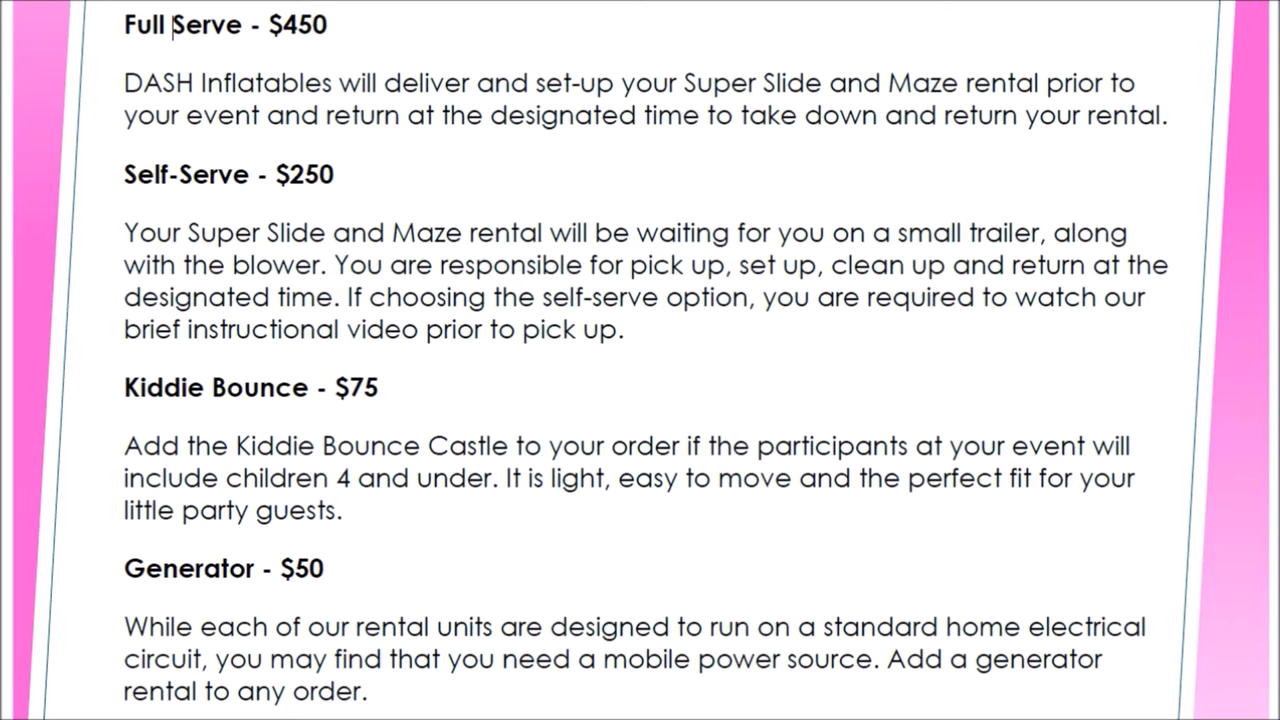 Full Serve - $450
DASH Inflatables will deliver and set-up your Super Slide and Maze rental prior to
your event and return at the designated time to take down and return your rental.
Self-Serve - $250
Your Super Slide and Maze rental will be waiting for you on a small trailer, along
with the blower. You are responsible for pick up, set up, clean up and return at the
designated time. If choosing the self-serve option, you are required to watch our
brief instructional video prior to pick up.
Kiddie Bounce - $75
Add the Kiddie Bounce Castle to your order if the participants at your event will
include children 4 and under. It is light, easy to move and the perfect fit for your
little party guests.
Generator - $50
While each of our rental units are designed to run on a standard home electrical
circuit, you may find that you need a mobile power source. Add a generator
rental to any order.